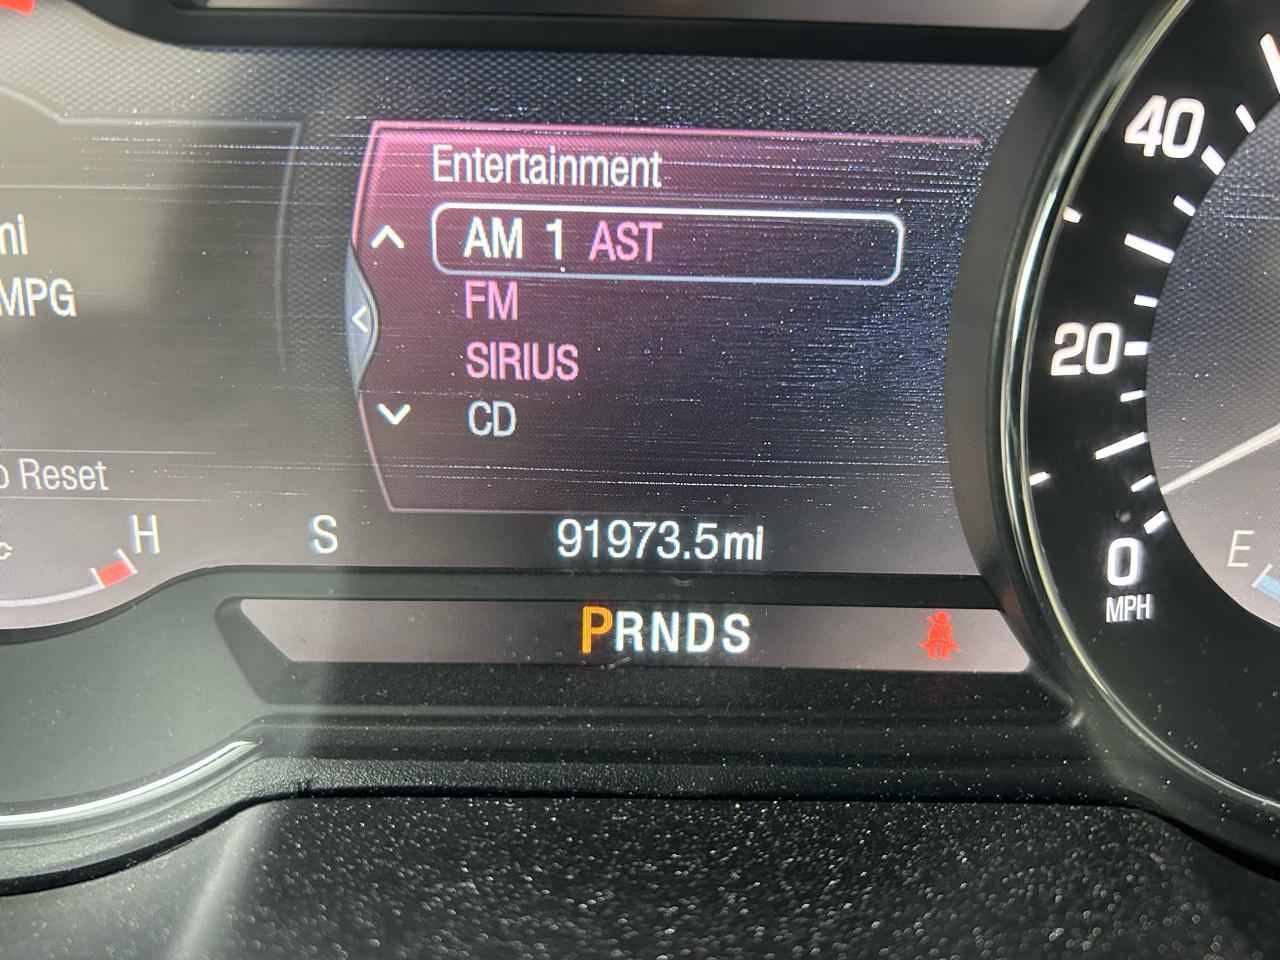 Entertainment
AM 1 AST
FM
SIRIUS
CD
mi
MPG
Reset
H
S
91973.5mi
PRNDS
40
20
0
MPH
E